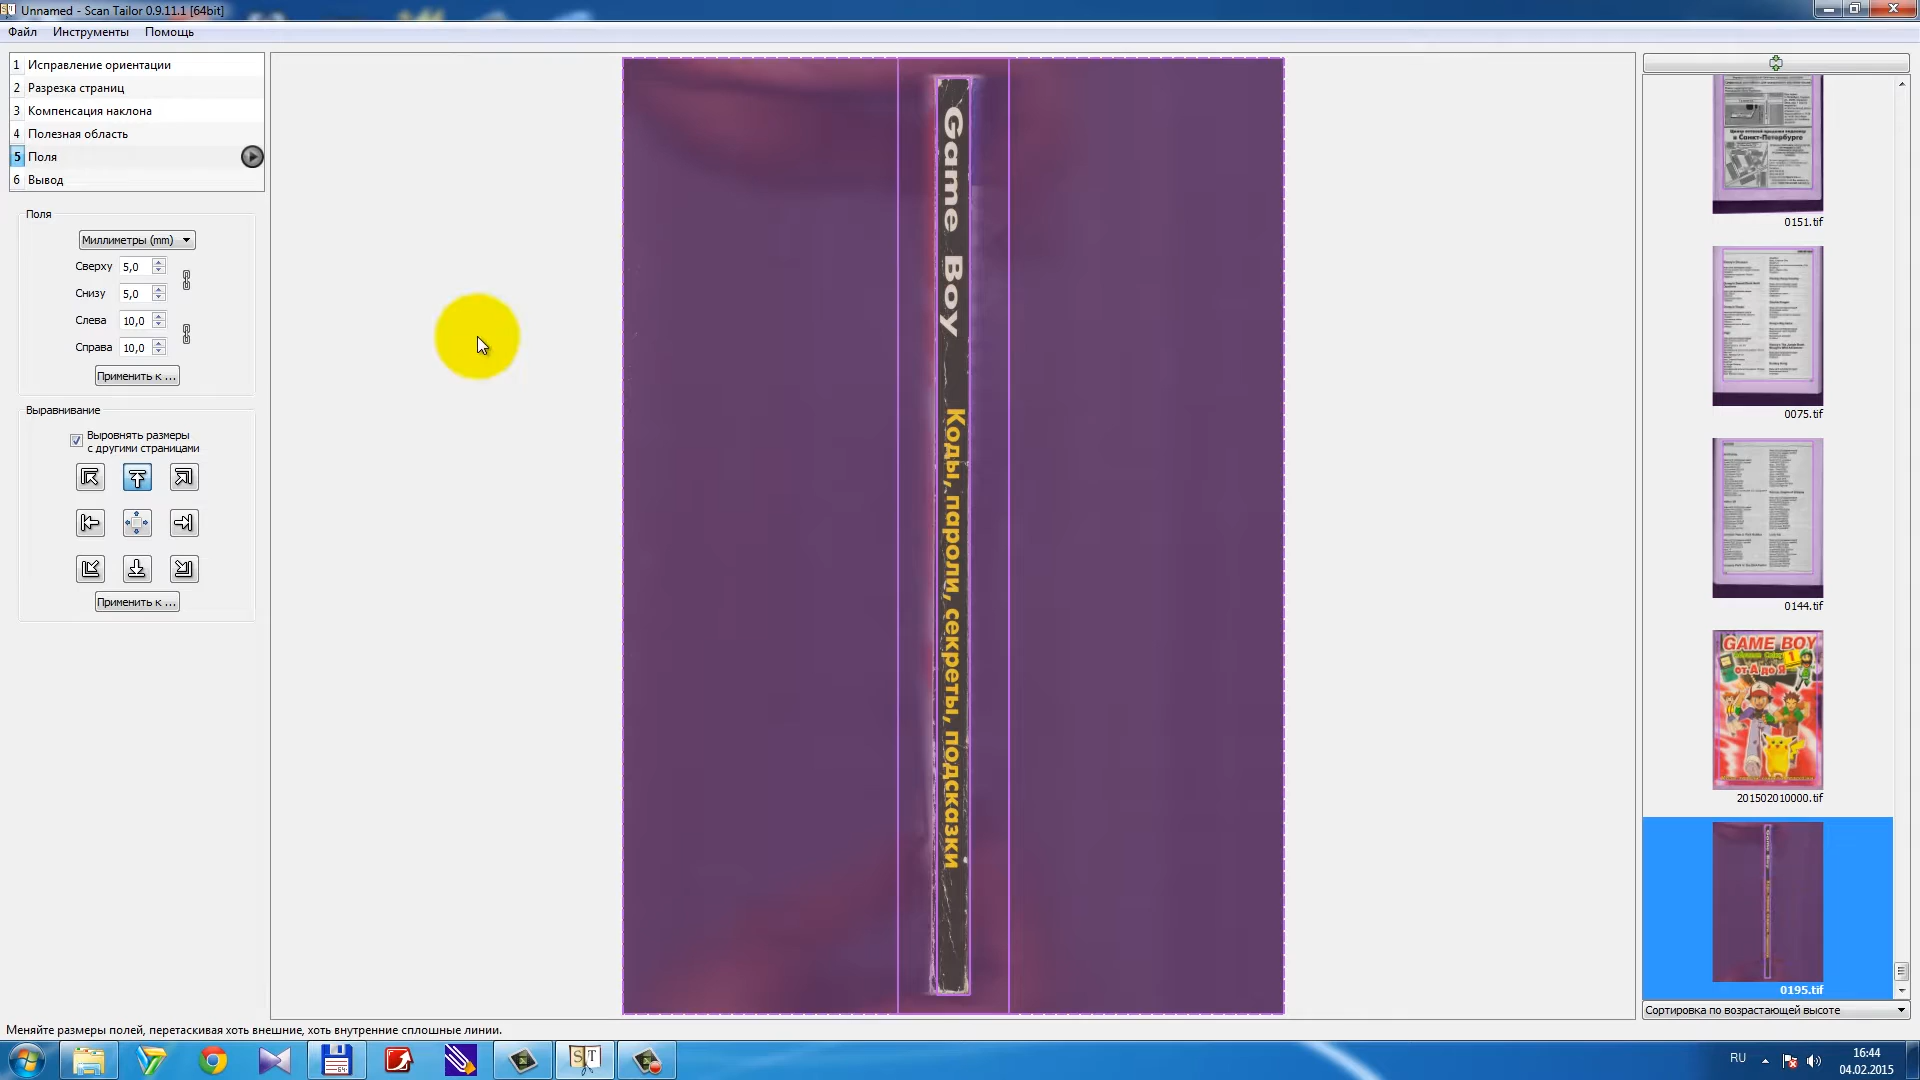 Unnamed - Scan Tailor 0.9.11.1 [64bit]
Файл Инструменты Помощь
1 Исправление ориентации
2 Разрезка страниц
3 Компенсация наклона
4 Полезная область
5 Поля
6 Вывод
Поля
Миллиметры (mm)
Сверху 5,0
Снизу 5,0
Слева 10,0
Справа 10,0
Применить к ...
Выравнивание
Выровнять размеры
с другими страницами
Применить к ...
Game Boy Коды, пароли, секреты, подсказки
в Санкт-Петербурге
0151.tif
0075.tif
0144.tif
GAME BOY
от А до Я
201502010000.tif
0195.tif
Сортировка по возрастающей высоте
Меняйте размеры полей, перетаскивая хоть внешние, хоть внутренние сплошные линии.
64
S T
RU
16:44
04.02.2015